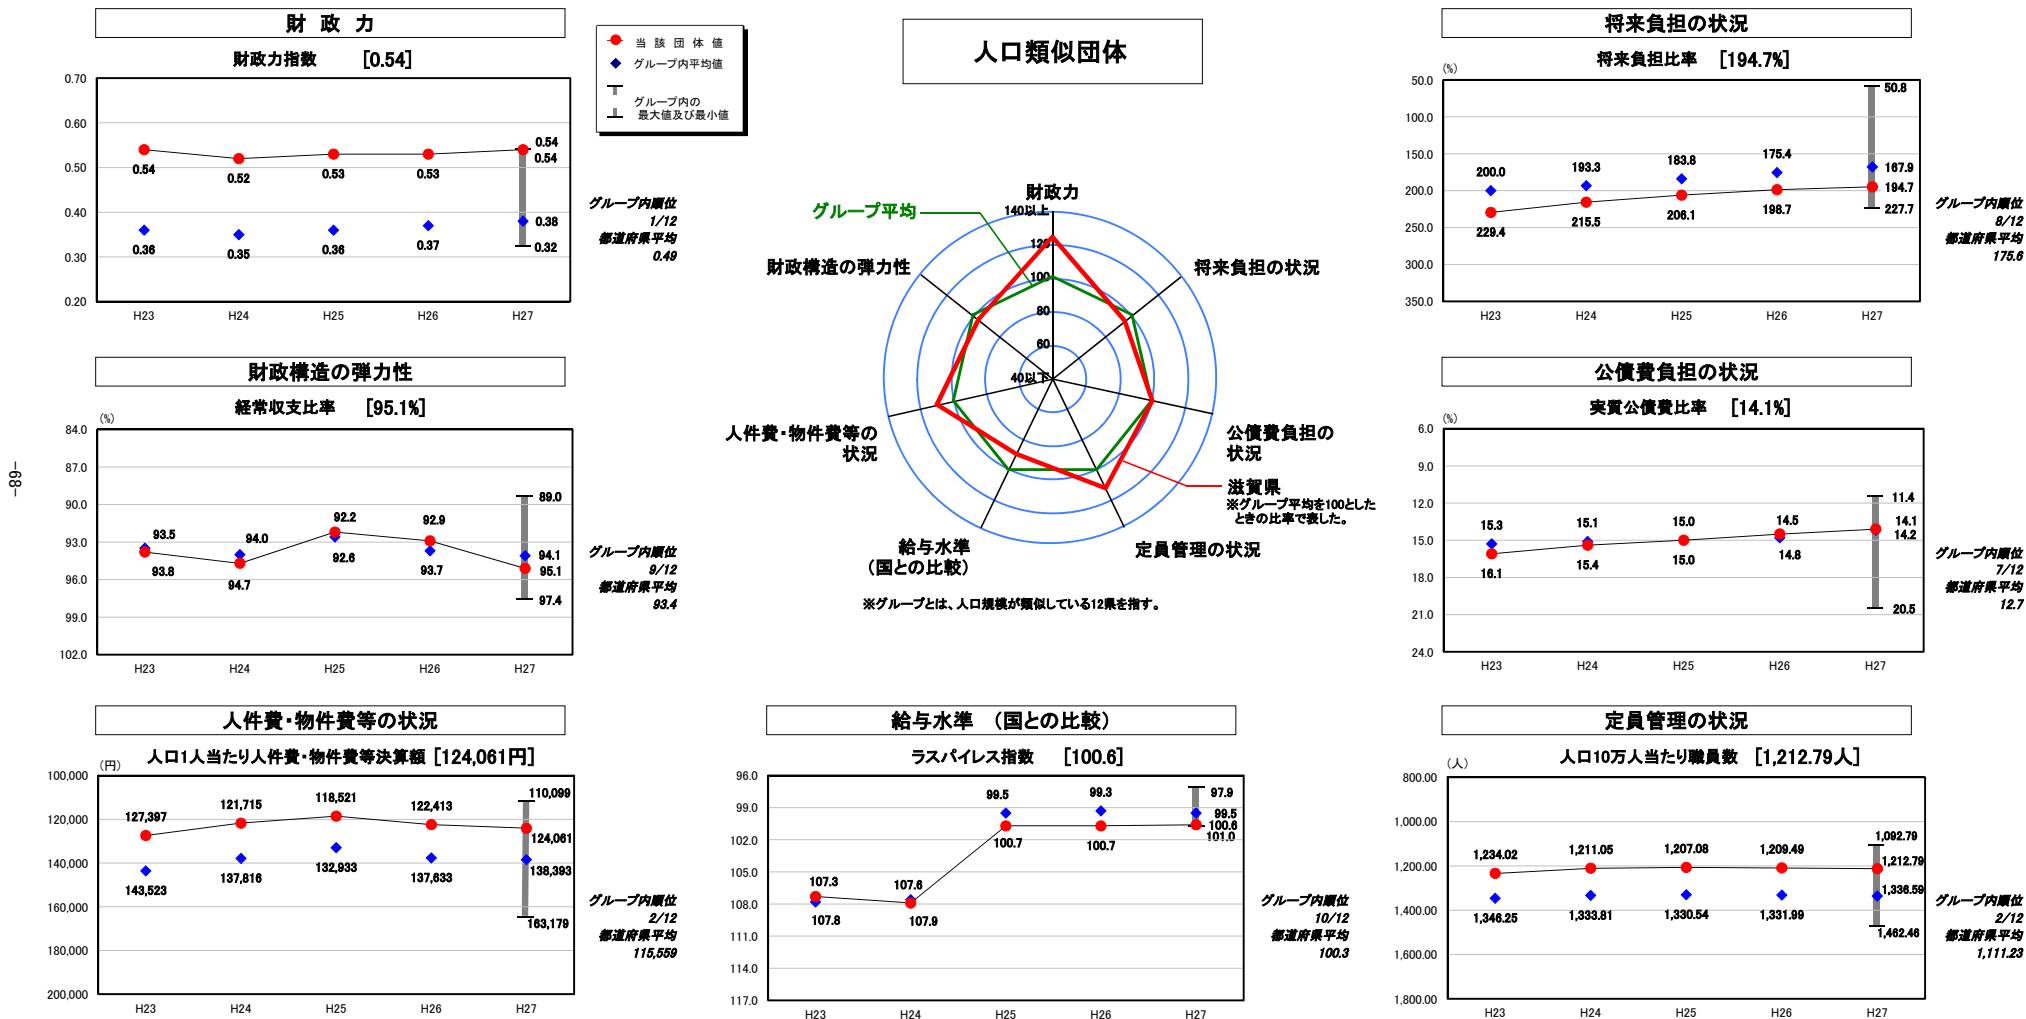 財 政 力
財政力指数 [0.54]
0.70
0.60
0.50
0.40
0.30
0.20
0.54
0.52
0.53
0.53
0.54
0.54
0.36
0.35
0.36
0.37
0.38
0.32
H23
H24
H25
H26
H27
グループ内順位
1/12
都道府県平均
0.49
当 該 団 体 値
グループ内平均値
グループ内の
最大値及び最小値
人口類似団体
将来負担の状況
将来負担比率 [194.7%]
(%)
50.0
100.0
150.0
200.0
250.0
300.0
350.0
200.0
193.3
183.8
175.4
50.8
167.9
194.7
227.7
229.4
215.5
206.1
198.7
H23
H24
H25
H26
H27
グループ内順位
8/12
都道府県平均
175.6
財政力
140以上
120
100
80
60
40以下
グループ平均
財政構造の弾力性
将来負担の状況
人件費・物件費等の
状況
公債費負担の
状況
滋賀県
※グループ平均を100とした
ときの比率で表した。
給与水準
（国との比較）
定員管理の状況
※グループとは、人口規模が類似している12県を指す。
財政構造の弾力性
経常収支比率 [95.1%]
(%)
84.0
87.0
90.0
93.0
96.0
99.0
102.0
93.5
94.0
92.2
92.9
89.0
94.1
95.1
97.4
93.8
94.7
92.6
93.7
H23
H24
H25
H26
H27
グループ内順位
9/12
都道府県平均
93.4
-68-
公債費負担の状況
実質公債費比率 [14.1%]
(%)
6.0
9.0
12.0
15.0
18.0
21.0
24.0
15.3
15.1
15.0
14.5
11.4
14.1
14.2
20.5
16.1
15.4
15.0
14.8
H23
H24
H25
H26
H27
グループ内順位
7/12
都道府県平均
12.7
人件費・物件費等の状況
人口1人当たり人件費・物件費等決算額 [124,061円]
(円)
100,000
120,000
140,000
160,000
180,000
200,000
127,397
121,715
118,521
122,413
110,099
124,061
138,393
163,179
143,523
137,816
132,933
137,633
H23
H24
H25
H26
H27
グループ内順位
2/12
都道府県平均
115,559
給与水準 （国との比較）
ラスパイレス指数 [100.6]
96.0
99.0
102.0
105.0
108.0
111.0
114.0
117.0
107.3
107.6
99.5
99.3
97.9
99.5
100.6
101.0
107.8
107.9
100.7
100.7
H23
H24
H25
H26
H27
グループ内順位
10/12
都道府県平均
100.3
定員管理の状況
人口10万人当たり職員数 [1,212.79人]
(人)
800.00
1,000.00
1,200.00
1,400.00
1,600.00
1,800.00
1,234.02
1,211.05
1,207.08
1,209.49
1,092.79
1,212.79
1,336.59
1,462.46
1,346.25
1,333.81
1,330.54
1,331.99
H23
H24
H25
H26
H27
グループ内順位
2/12
都道府県平均
1,111.23